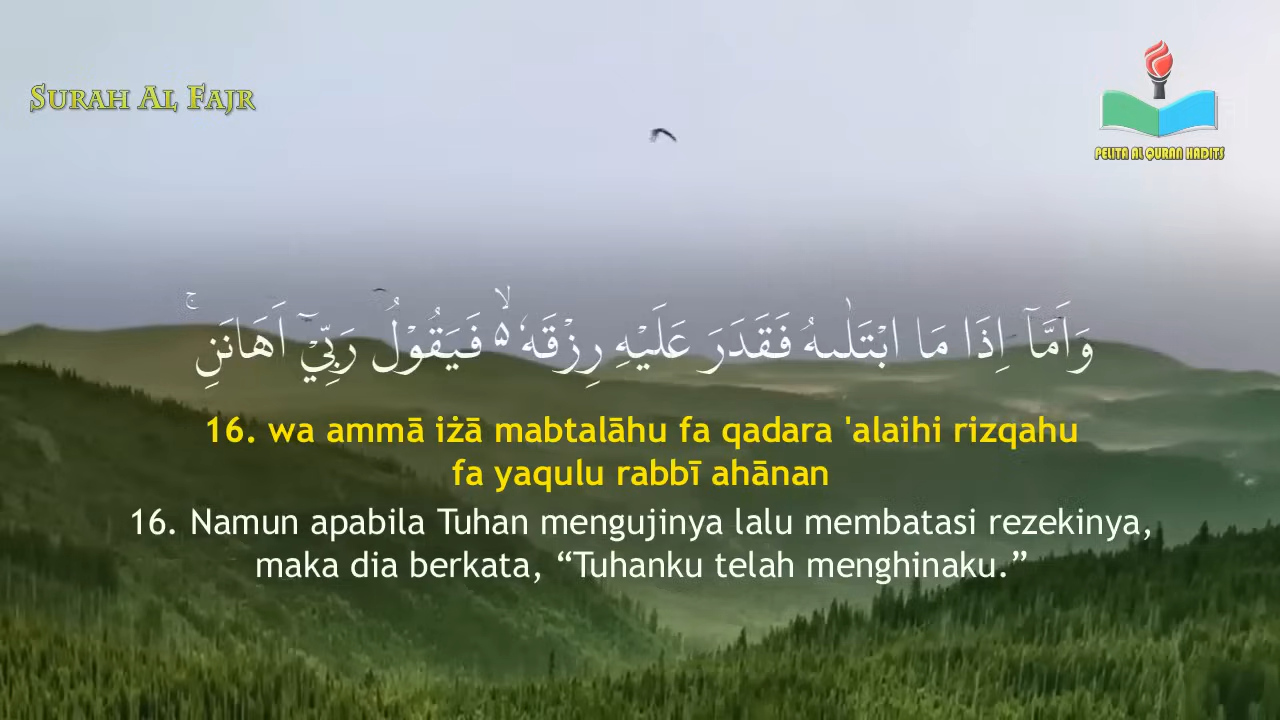 SURAH AL FAJR
PELITA AL QURAN HADITS
وَاَمَّآ اِذَا مَا ابْتَلٰىهُ فَقَدَرَ عَلَيْهِ رِزْقَهٗ ەۙ فَيَقُوْلُ رَبِّيْٓ اَهَانَنِۚ
16. wa ammā iżā mabtalāhu fa qadara 'alaihi rizqahu
fa yaqulu rabbī ahānan
16. Namun apabila Tuhan mengujinya lalu membatasi rezekinya,
maka dia berkata, “Tuhanku telah menghinaku.”